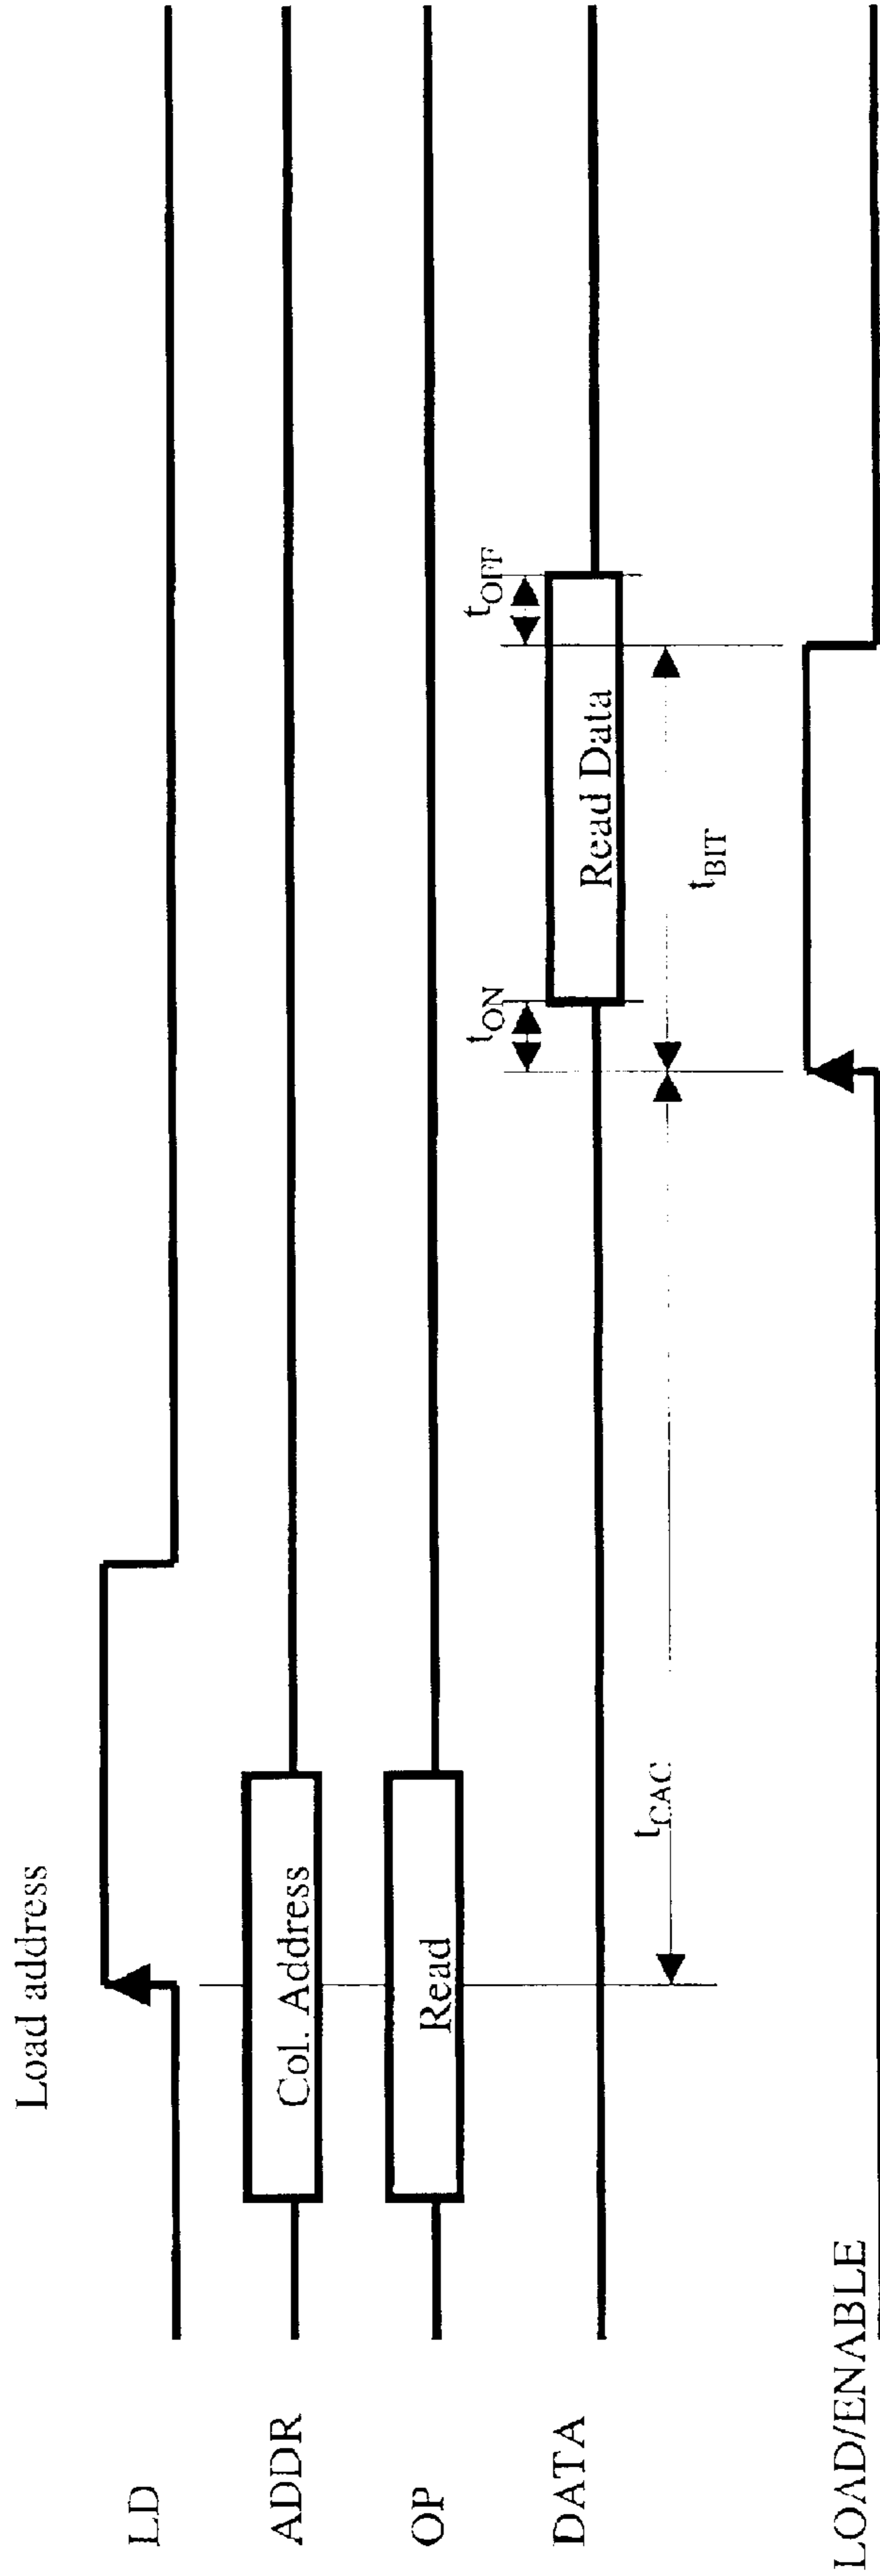 Load address
LD
ADDR
Col. Address
OP
Read
DATA
tON
tOFF
Read Data
tCAC
tBIT
LOAD/ENABLE